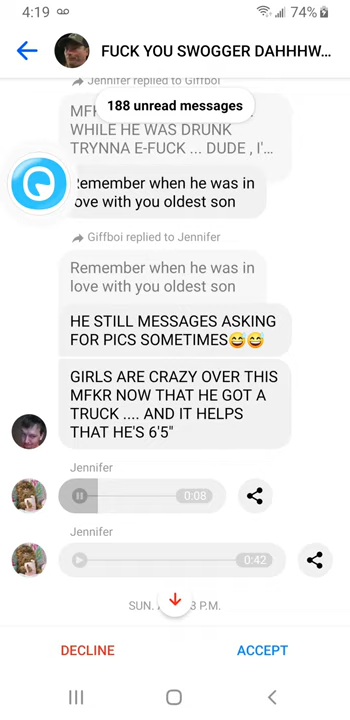 4:19
74%
FUCK YOU SWOGGER DAHHHW...
Jennifer replied to Giffboi
188 unread messages
MFK
WHILE HE WAS DRUNK
TRYNNA E-FUCK ... DUDE , I'...
Remember when he was in
love with you oldest son
Giffboi replied to Jennifer
Remember when he was in
love with you oldest son
HE STILL MESSAGES ASKING
FOR PICS SOMETIMES😅😅
GIRLS ARE CRAZY OVER THIS
MFKR NOW THAT HE GOT A
TRUCK .... AND IT HELPS
THAT HE'S 6'5"
Jennifer
0:08
Jennifer
0:42
SUN. P.M.
DECLINE
ACCEPT